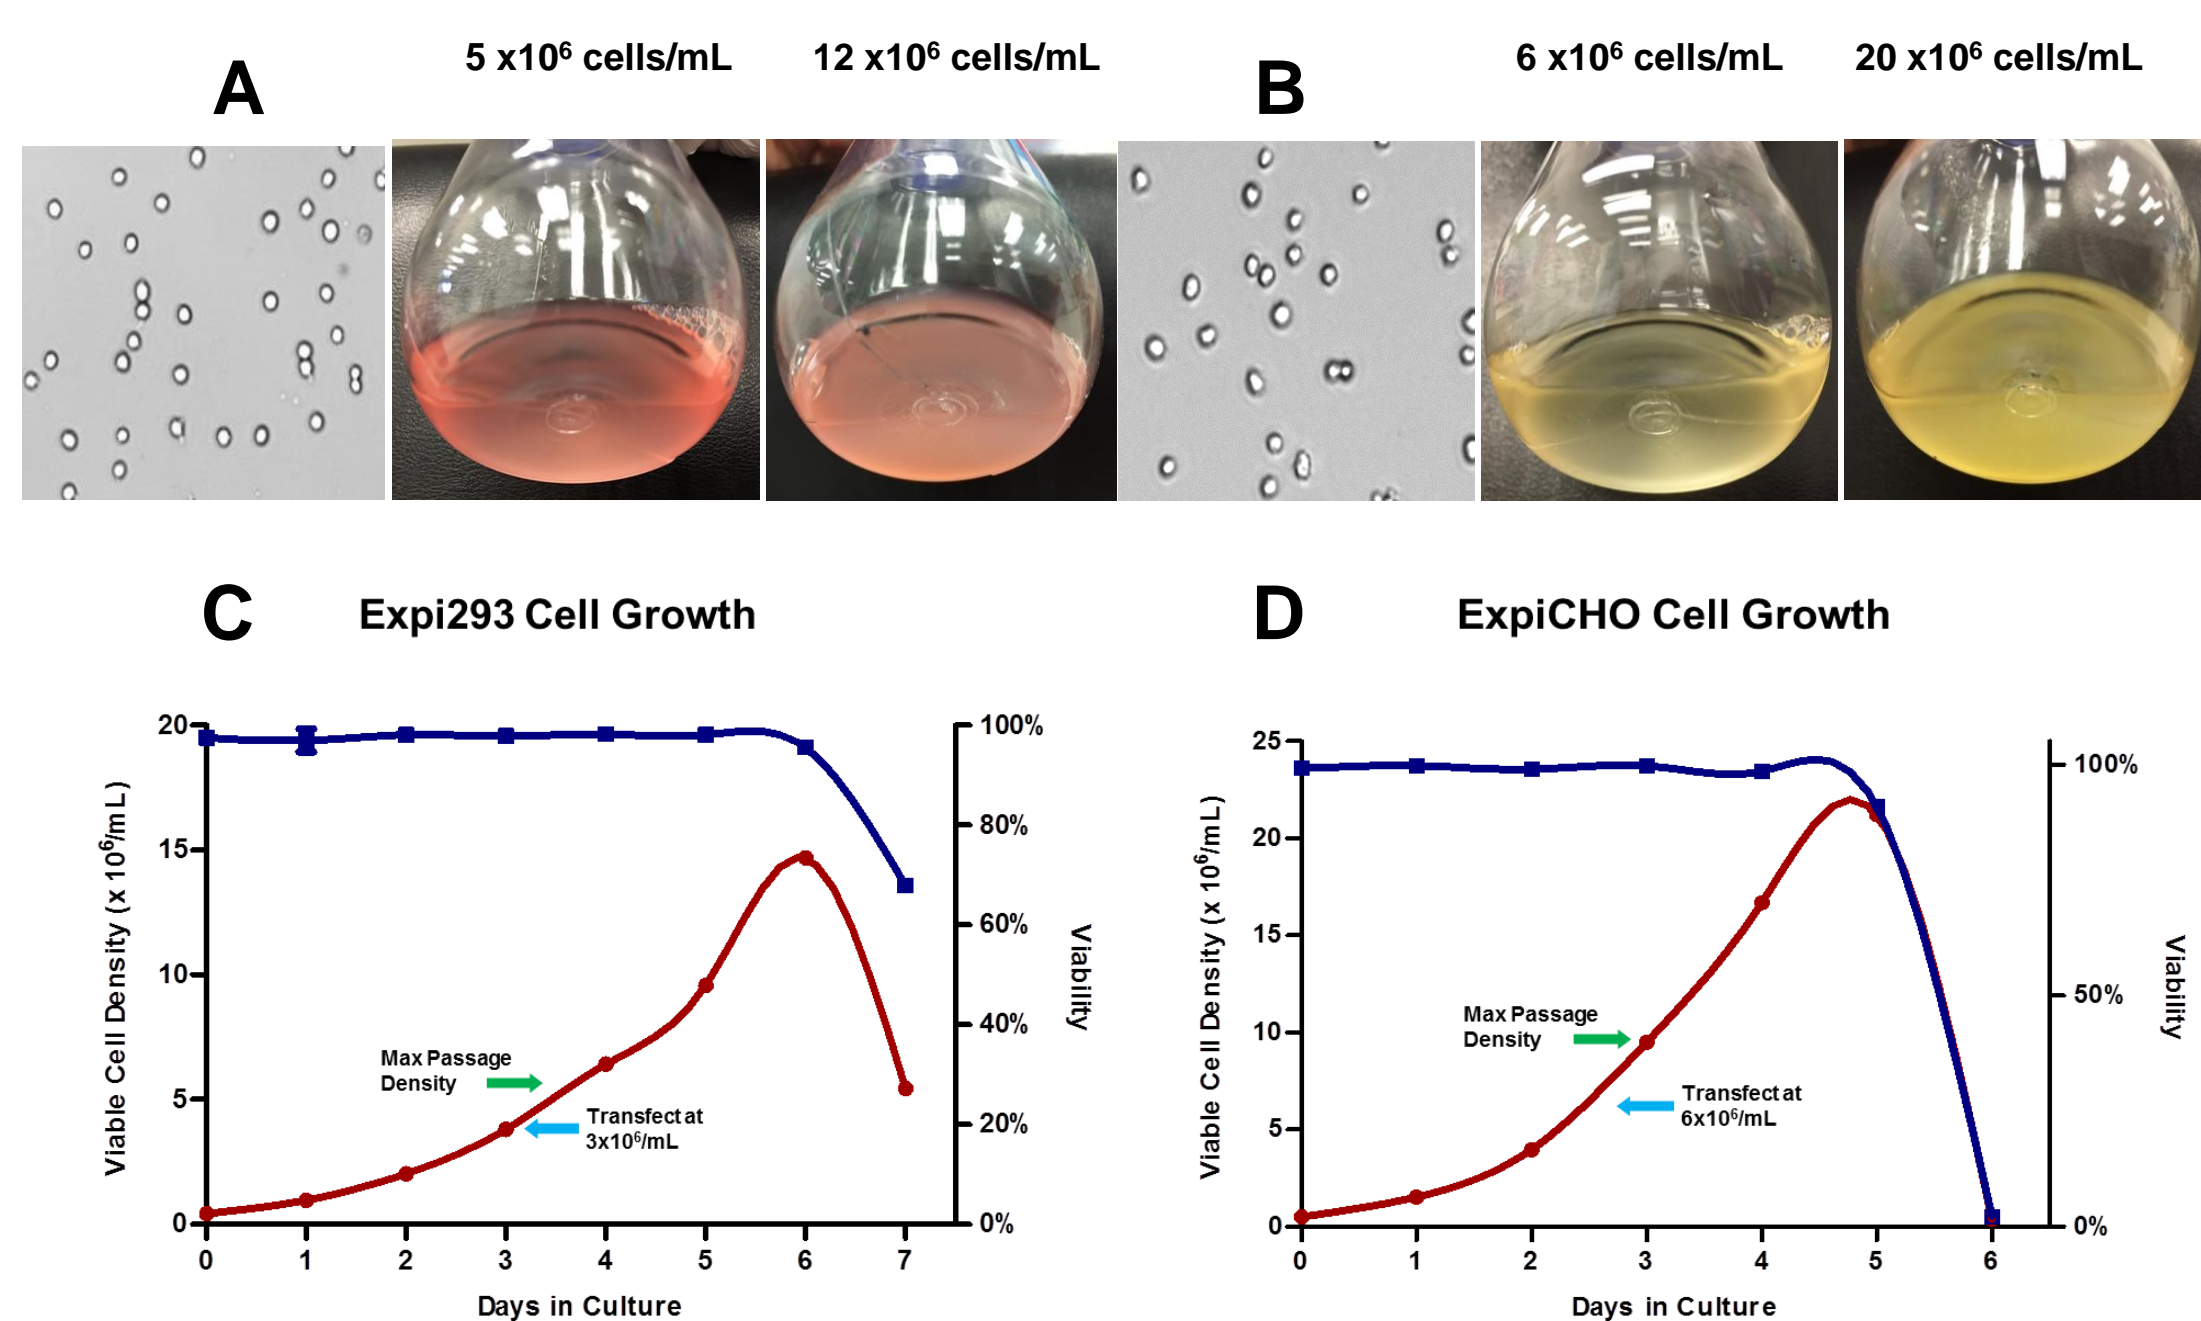 A
5 x10⁶ cells/mL
12 x10⁶ cells/mL
B
6 x10⁶ cells/mL
20 x10⁶ cells/mL
C
Expi293 Cell Growth
Viable Cell Density (x 10⁶/mL)
20
15
10
5
0
100%
80%
60%
40%
20%
0%
Viability
Max Passage
Density
Transfect at
3x10⁶/mL
0 1 2 3 4 5 6 7
Days in Culture
D
ExpiCHO Cell Growth
Viable Cell Density (x 10⁶/mL)
25
20
15
10
5
0
100%
50%
0%
Viability
Max Passage
Density
Transfect at
6x10⁶/mL
0 1 2 3 4 5 6
Days in Culture